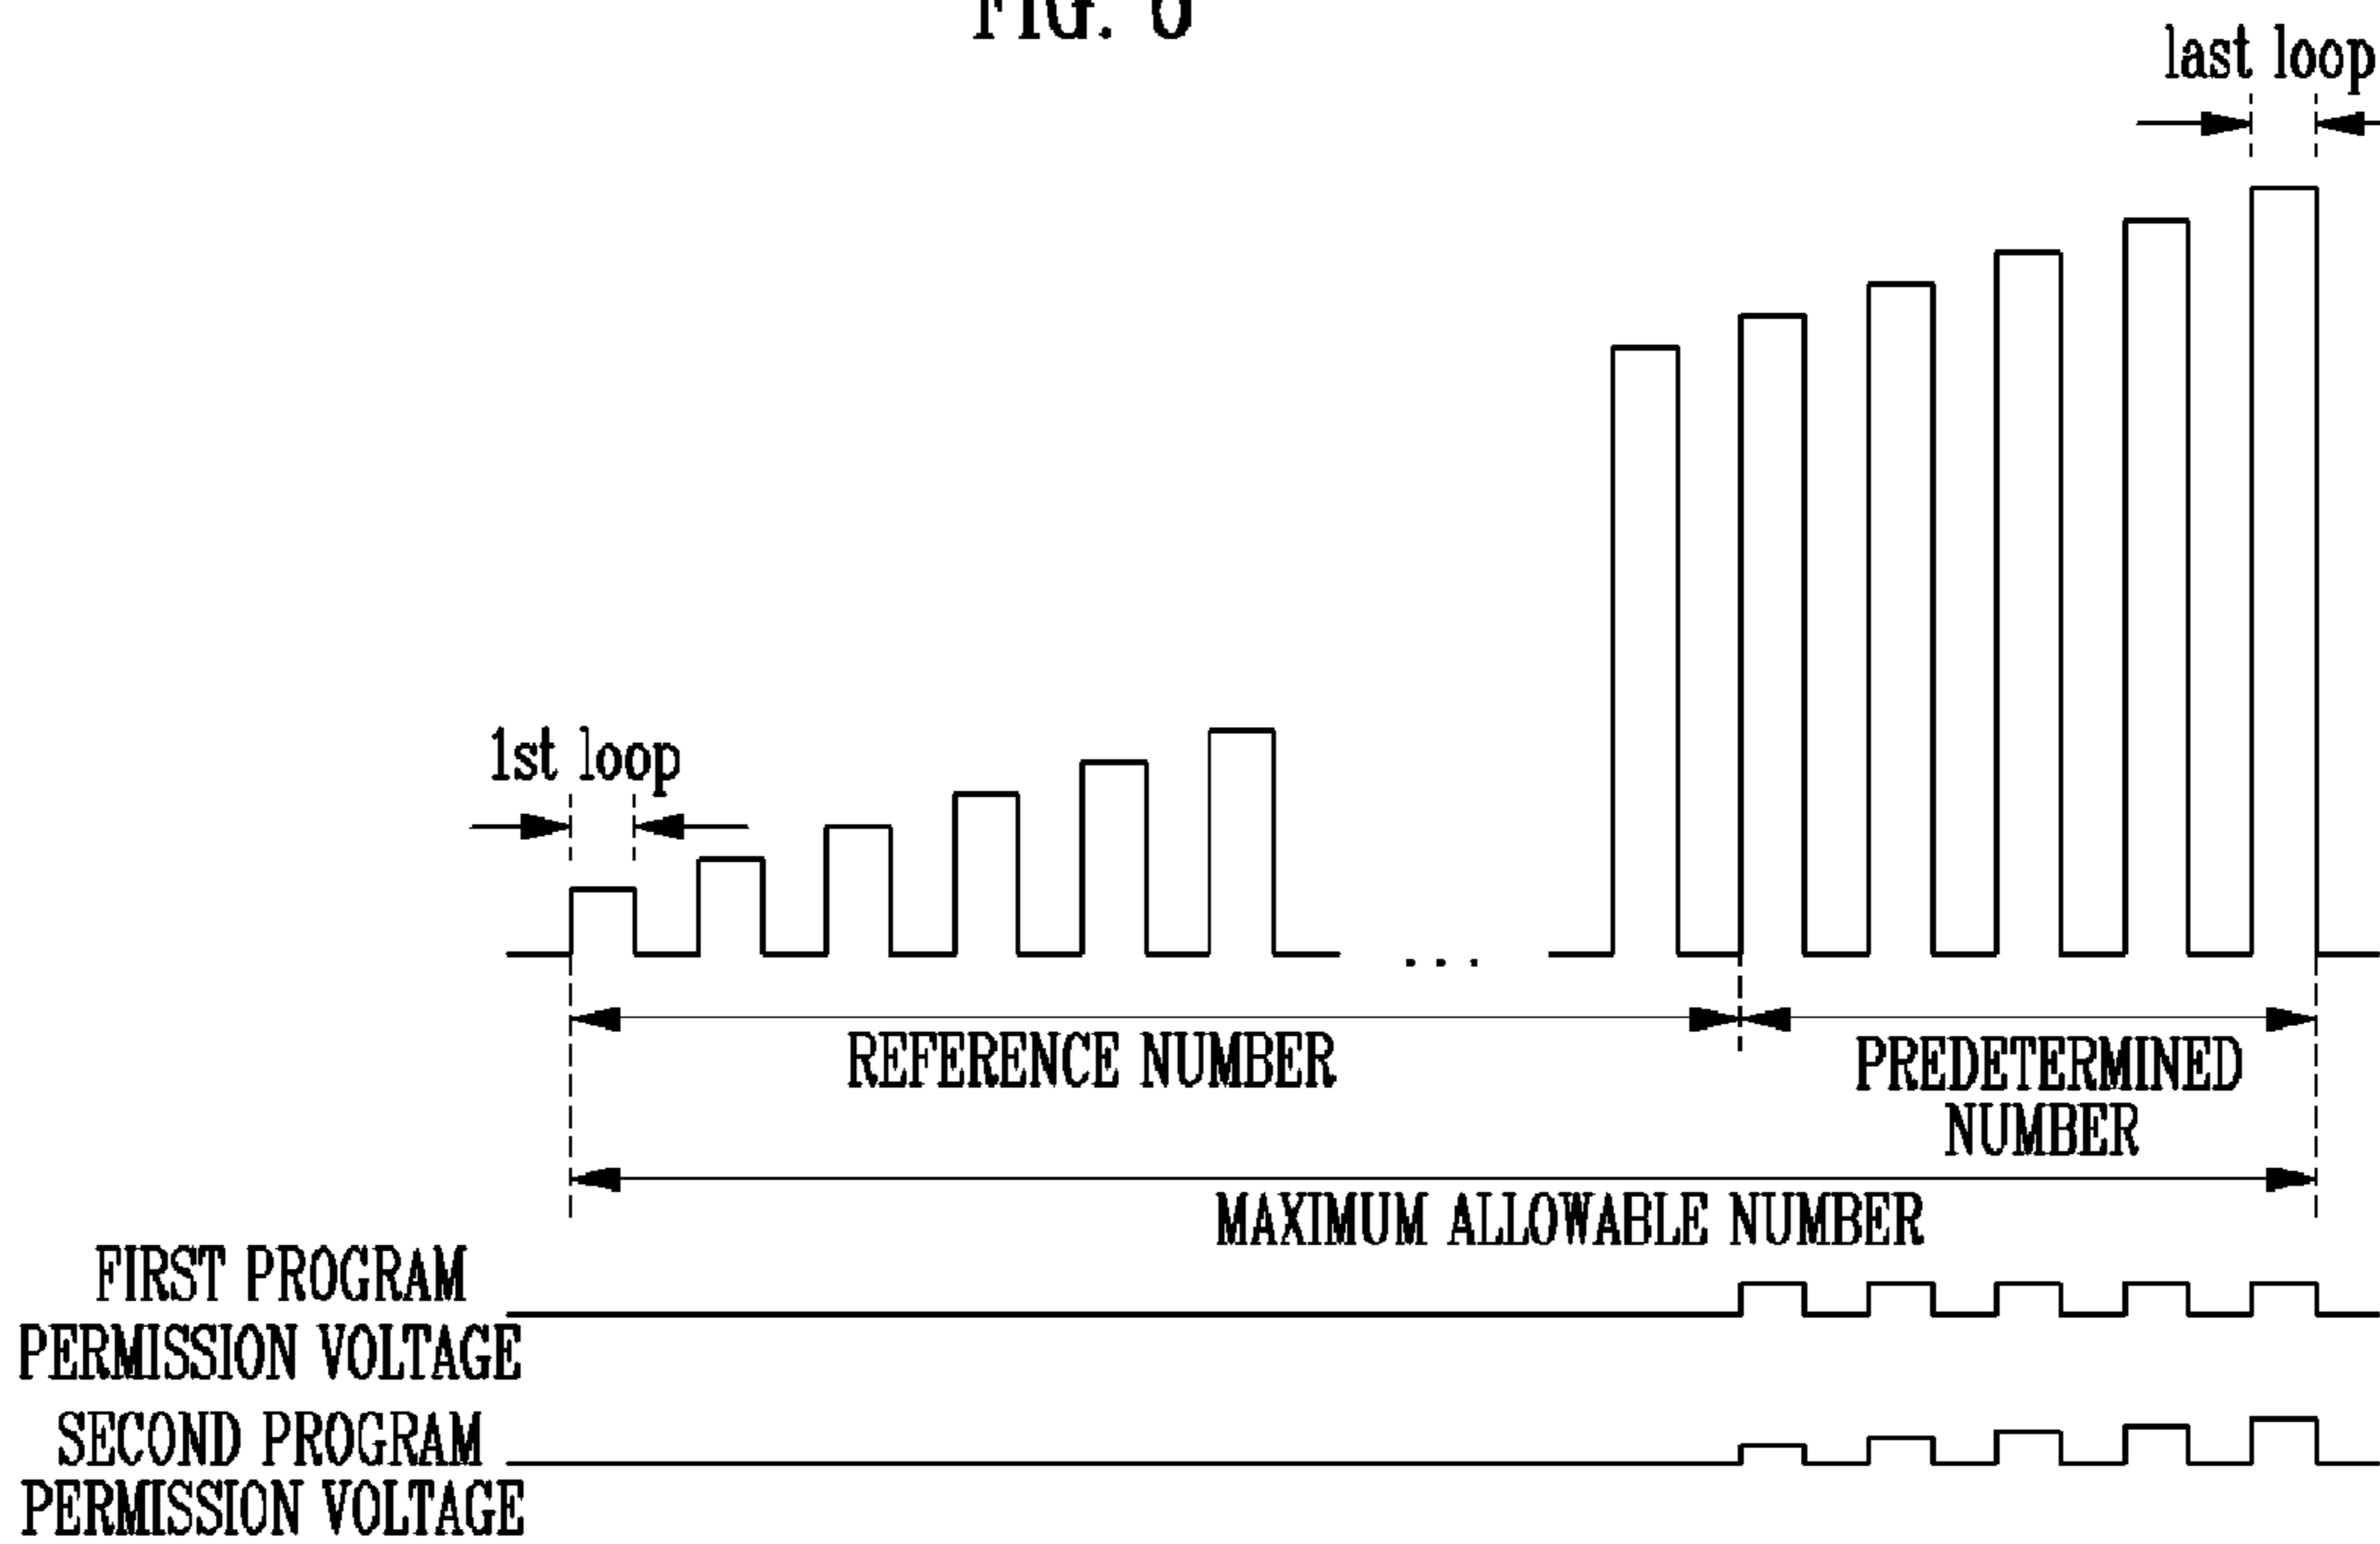 FIG.
last loop
1st loop
...
REFERENCE NUMBER
PREDETERMINED
NUMBER
MAXIMUM ALLOWABLE NUMBER
FIRST PROGRAM
PERMISSION VOLTAGE
SECOND PROGRAM
PERMISSION VOLTAGE